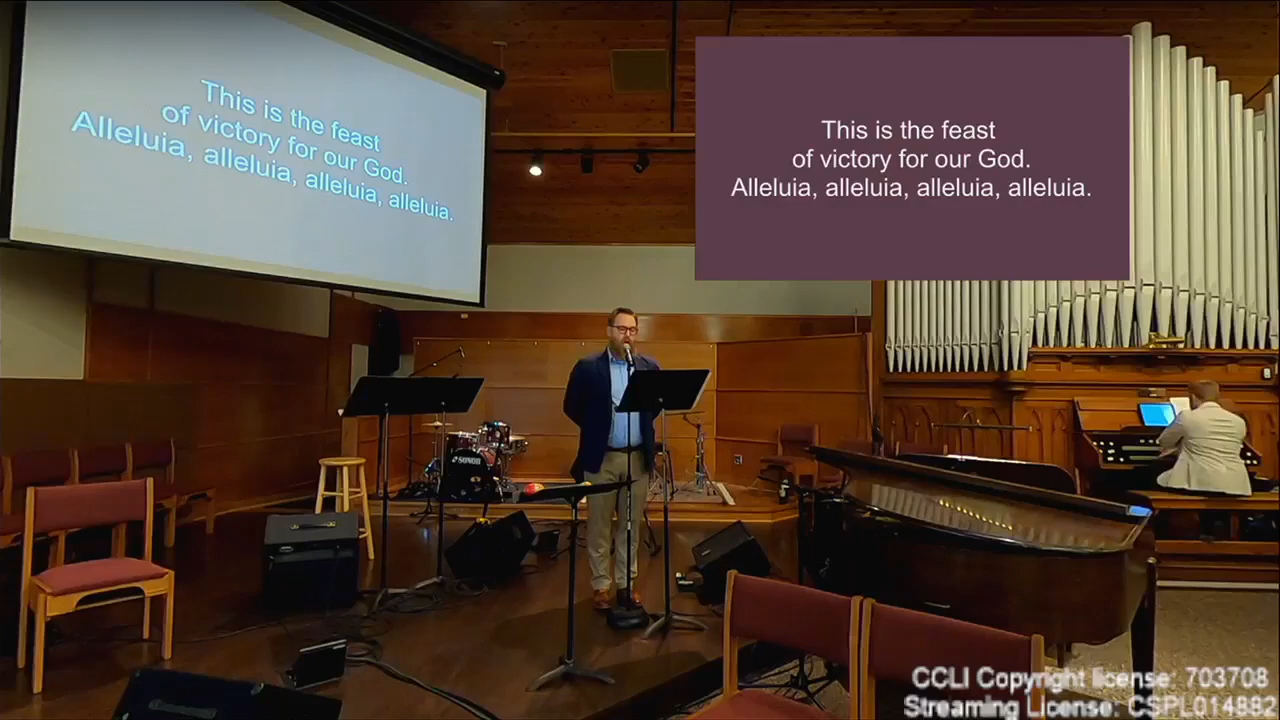 This is the feast
of victory for our God.
Alleluia, alleluia, alleluia, alleluia.
This is the feast
of victory for our God.
Alleluia, alleluia, alleluia, alleluia.
SONOR
CCLI Copyright license: 703708
Streaming License: CSPL014882